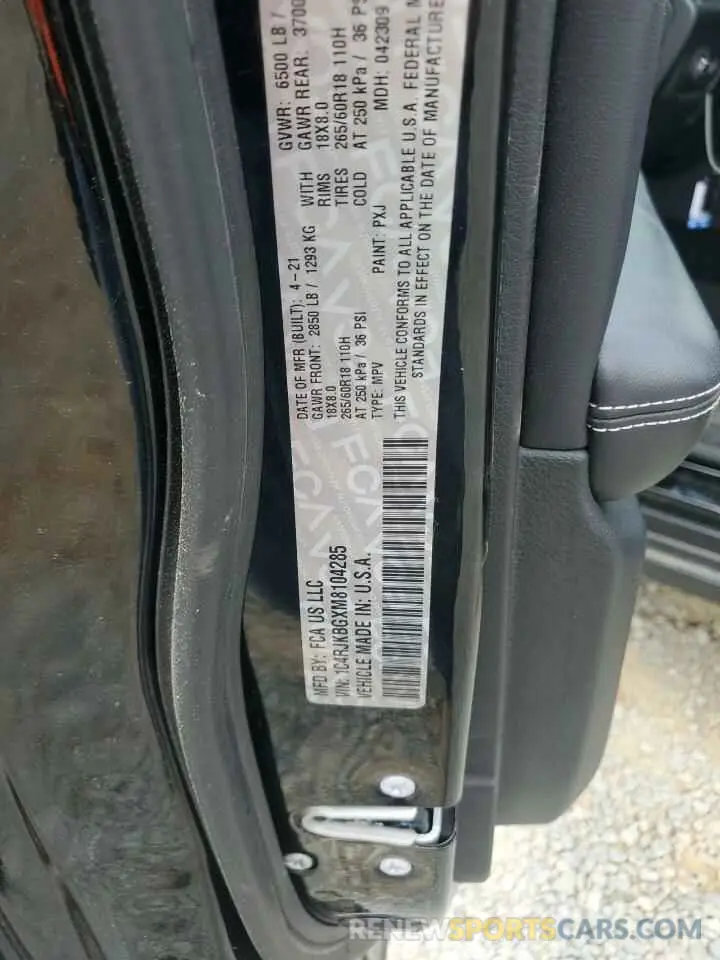 MFD BY: FCA US LLC
DATE OF MFR (BUILT): 4-21
GVWR: 6500 LB /
GAWR FRONT: 2850 LB / 1293 KG
WITH
GAWR REAR: 3700
18X8.0
RIMS
18X8.0
265/60R18 110H
TIRES
265/60R18 110H
AT 250 kPa / 36 PSI
COLD
AT 250 kPa / 36 PS
VIN: 1C4RJKBGXM8104285
TYPE: MPV
PAINT: PXJ
MDH: 042309
VEHICLE MADE IN: U.S.A.
THIS VEHICLE CONFORMS TO ALL APPLICABLE U.S.A. FEDERAL M
STANDARDS IN EFFECT ON THE DATE OF MANUFACTURE
RENEWSPORTSCARS.COM